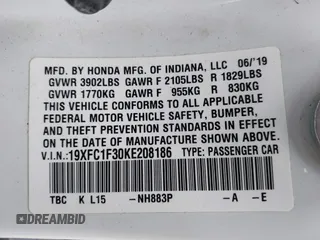 MFD. BY HONDA MFG. OF INDIANA, LLC 06/'19
GVWR 3902LBS GAWR F 2105LBS R 1829LBS
GVWR 1770KG GAWR F 955KG R 830KG
THIS VEHICLE CONFORMS TO ALL APPLICABLE
FEDERAL MOTOR VEHICLE SAFETY, BUMPER,
AND THEFT PREVENTION STANDARDS IN EFFECT
ON THE DATE OF MANUFACTURE SHOWN ABOVE.
V.I.N.: 19XFC1F30KE208186 TYPE: PASSENGER CAR
TBC K L15 –NH883P –A –E
DREAMBID